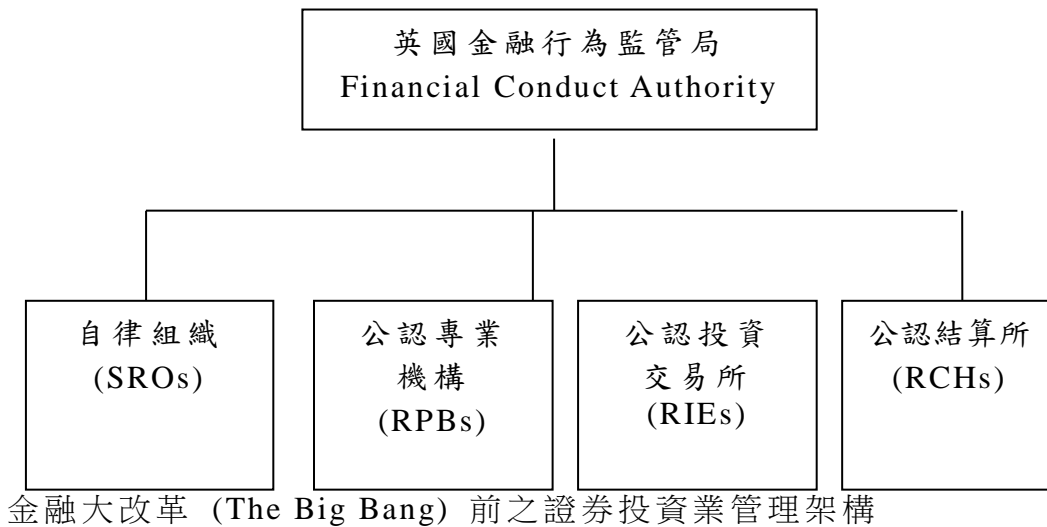 英國金融行為監管局
Financial Conduct Authority
自律組織
(SROs)
公認專業
機構
(RPBs)
公認投資
交易所
(RIEs)
公認結算所
(RCHs)
金融大改革 (The Big Bang) 前之證券投資業管理架構